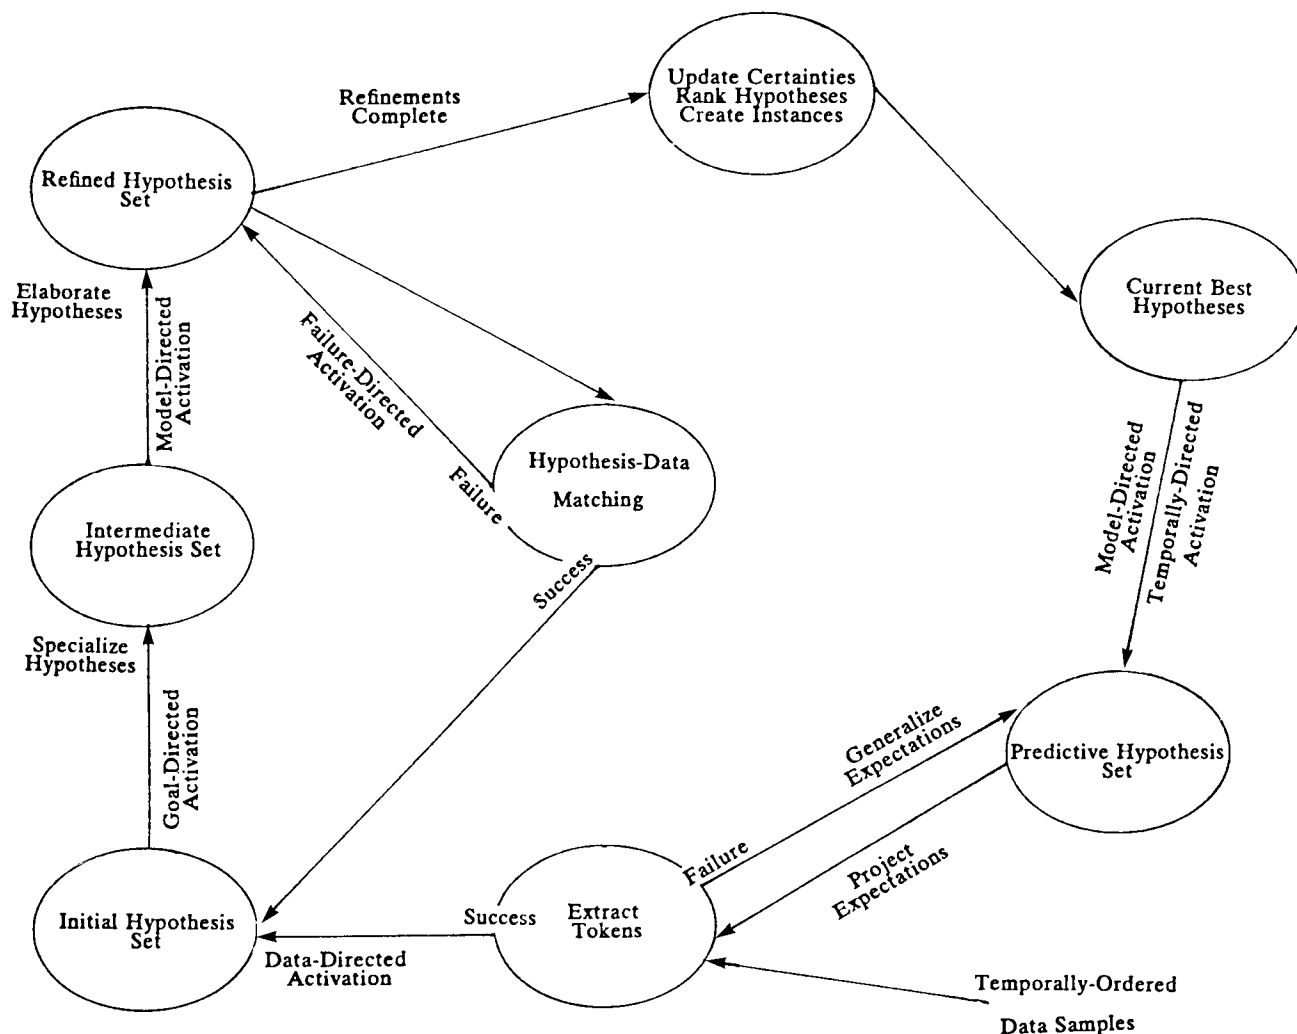 Update Certainties
Rank Hypotheses
Create Instances
Refinements
Complete
Refined Hypothesis
Set
Current Best
Hypotheses
Elaborate
Hypotheses
Model-Directed
Activation
Failure-Directed
Activation
Hypothesis-Data
Matching
Failure
Success
Model-Directed
Activation
Temporally-Directed
Activation
Intermediate
Hypothesis Set
Specialize
Hypotheses
Goal-Directed
Activation
Generalize
Expectations
Predictive Hypothesis
Set
Failure
Project
Expectations
Initial Hypothesis
Set
Success
Extract
Tokens
Data-Directed
Activation
Temporally-Ordered
Data Samples